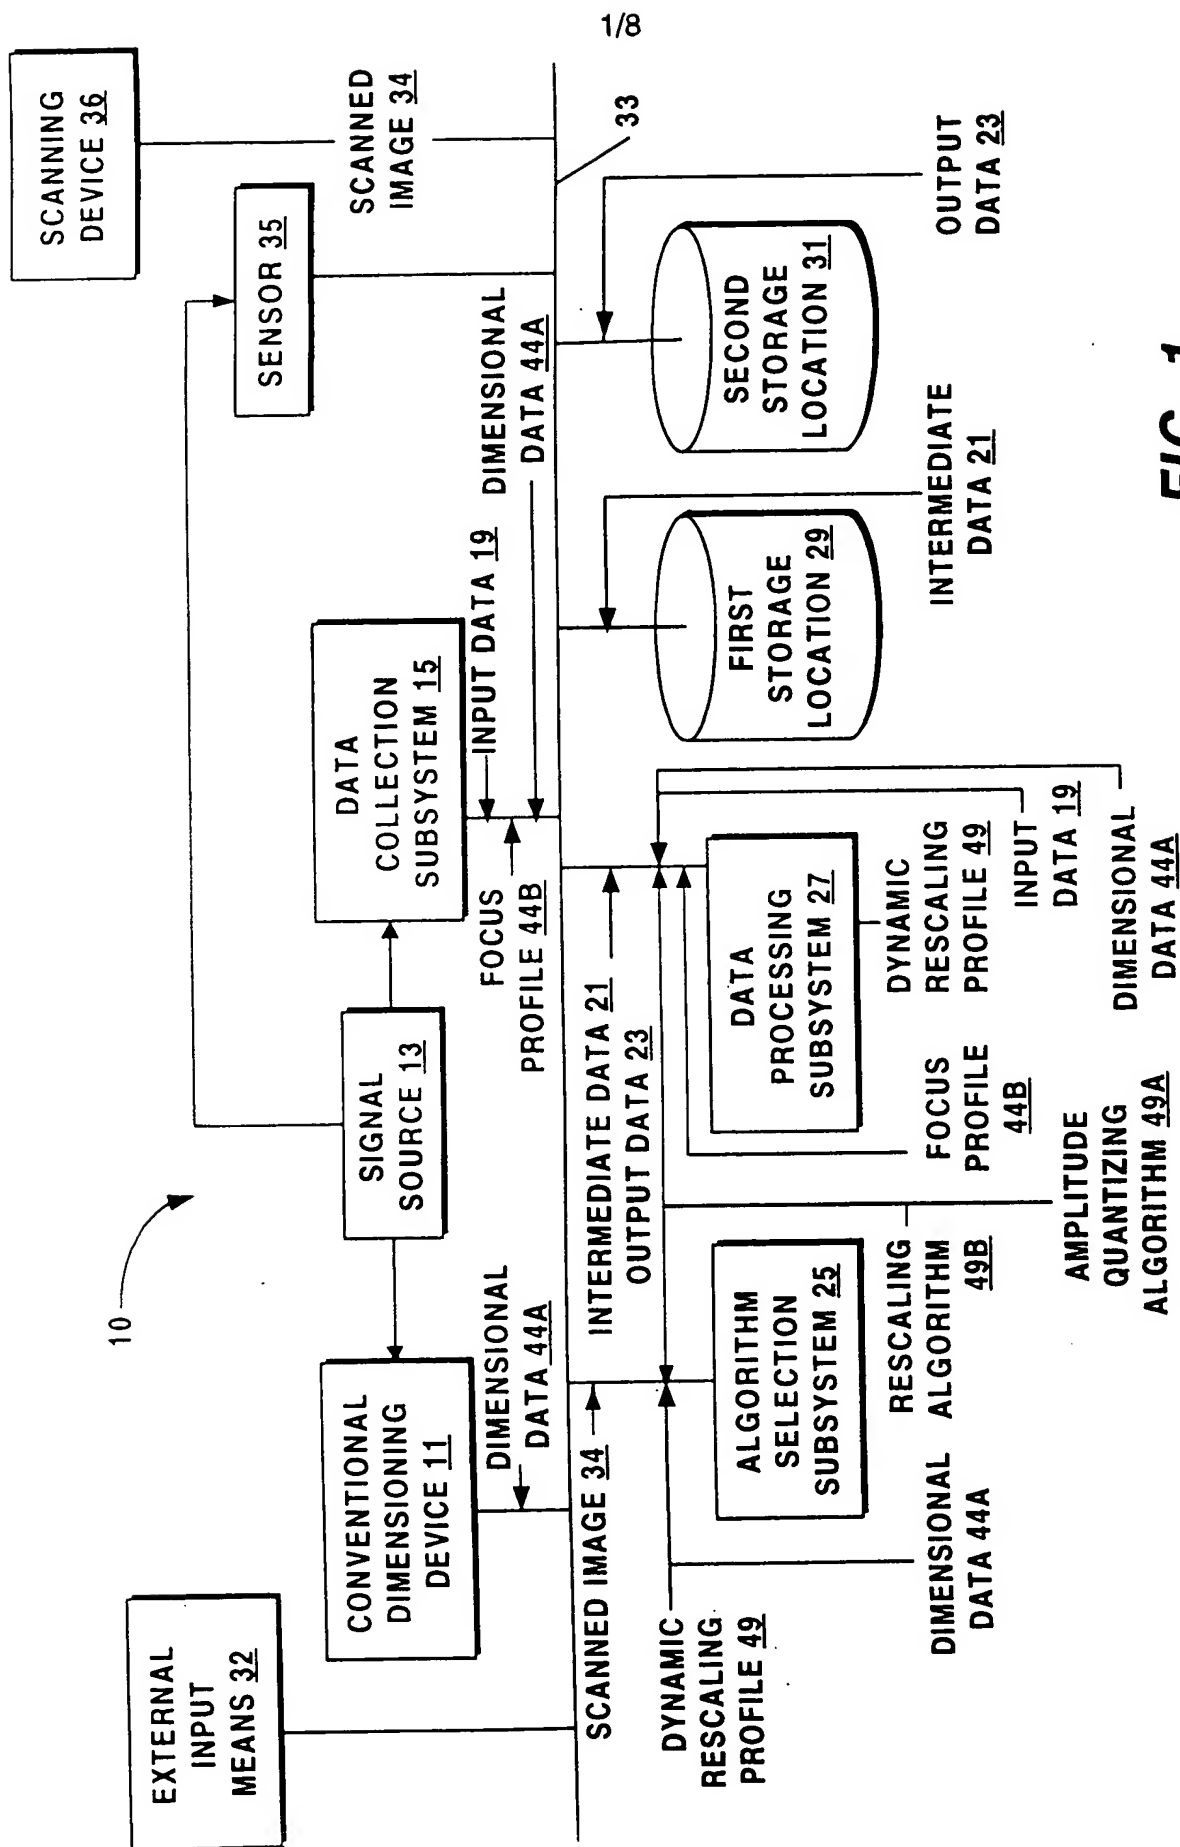 1/8
EXTERNAL
INPUT
MEANS 32
SCANNING
DEVICE 36
10
SIGNAL
SOURCE 13
SENSOR 35
CONVENTIONAL
DIMENSIONING
DEVICE 11
DATA
COLLECTION
SUBSYSTEM 15
SCANNED
IMAGE 34
DIMENSIONAL
DATA 44A
FOCUS
PROFILE 44B
INPUT DATA 19
DIMENSIONAL
DATA 44A
33
SCANNED IMAGE 34
INTERMEDIATE DATA 21
OUTPUT DATA 23
DYNAMIC
RESCALING
PROFILE 49
ALGORITHM
SELECTION
SUBSYSTEM 25
DATA
PROCESSING
SUBSYSTEM 27
FIRST
STORAGE
LOCATION 29
SECOND
STORAGE
LOCATION 31
DIMENSIONAL
DATA 44A
RESCALING
ALGORITHM
49B
FOCUS
PROFILE
44B
DYNAMIC
RESCALING
PROFILE 49
INPUT
DATA 19
INTERMEDIATE
DATA 21
OUTPUT
DATA 23
AMPLITUDE
QUANTIZING
ALGORITHM 49A
DIMENSIONAL
DATA 44A